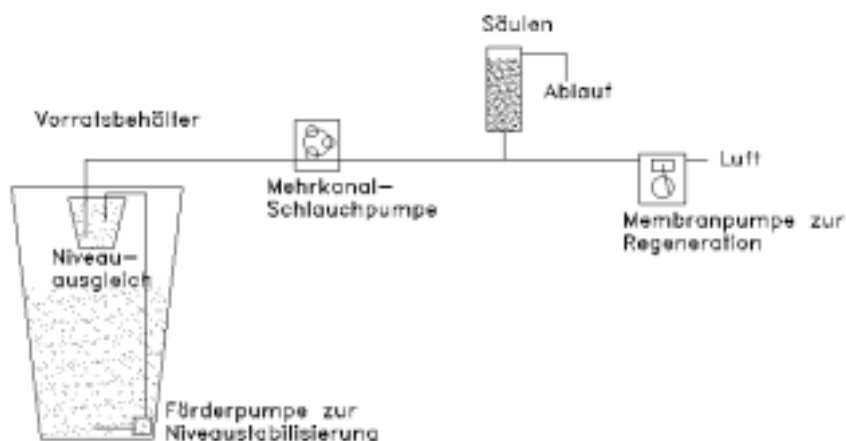 Säulen
Ablauf
Vorratsbehälter
Luft
Mehrkanal-
Schlauchpumpe
Membranpumpe zur
Regeneration
Niveau-
ausgleich
Förderpumpe zur
Niveaustabilisierung